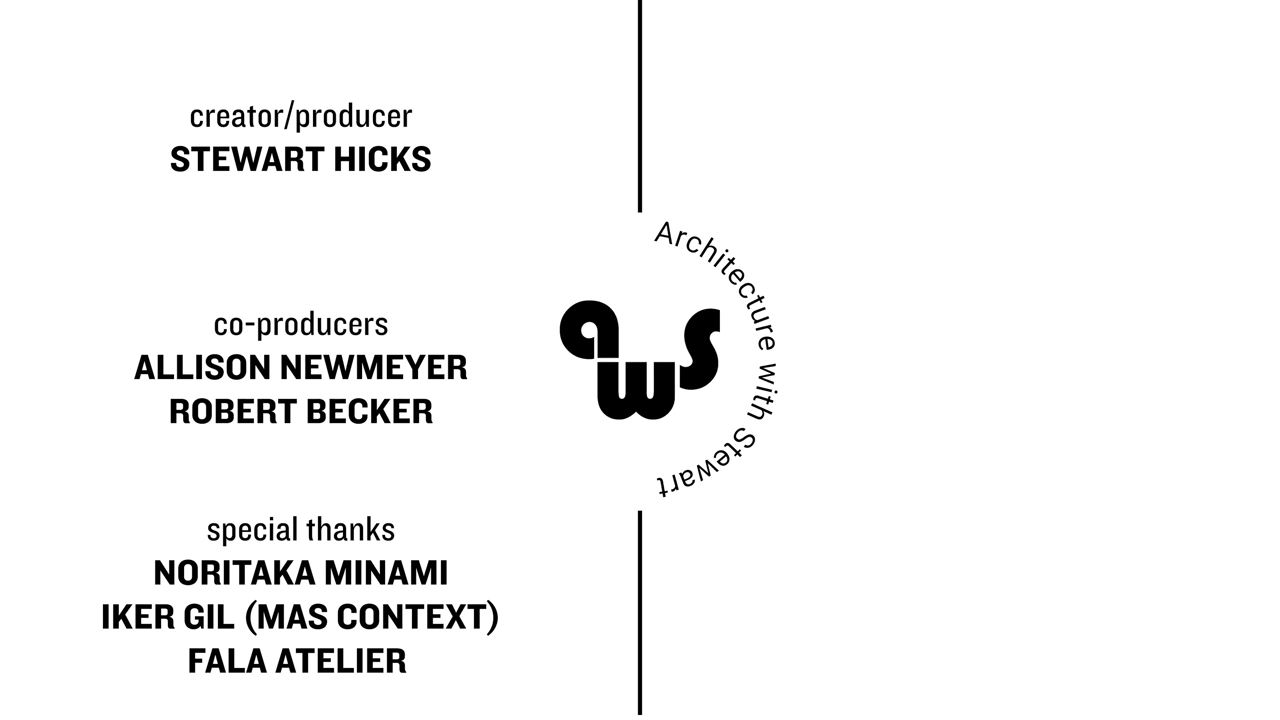 creator/producer
STEWART HICKS
co-producers
ALLISON NEWMEYER
ROBERT BECKER
special thanks
NORITAKA MINAMI
IKER GIL (MAS CONTEXT)
FALA ATELIER
aws
Architecture with Stewart